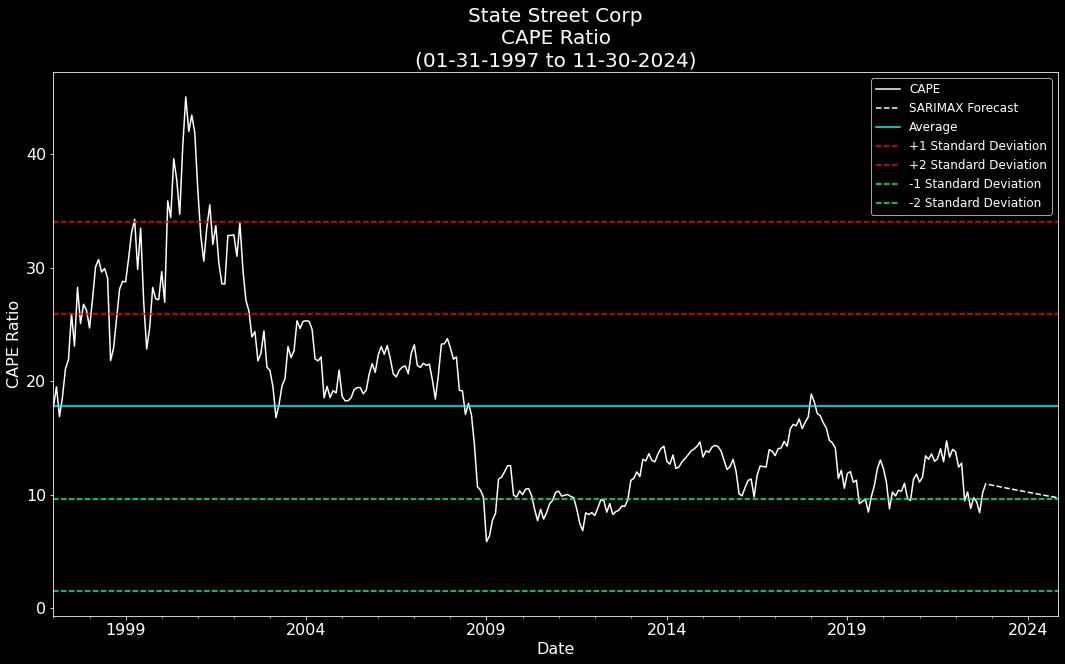 State Street Corp
CAPE Ratio
(01-31-1997 to 11-30-2024)
CAPE
SARIMAX Forecast
Average
+1 Standard Deviation
+2 Standard Deviation
-1 Standard Deviation
-2 Standard Deviation
CAPE Ratio
40
30
20
10
0
1999
2004
2009
2014
2019
2024
Date